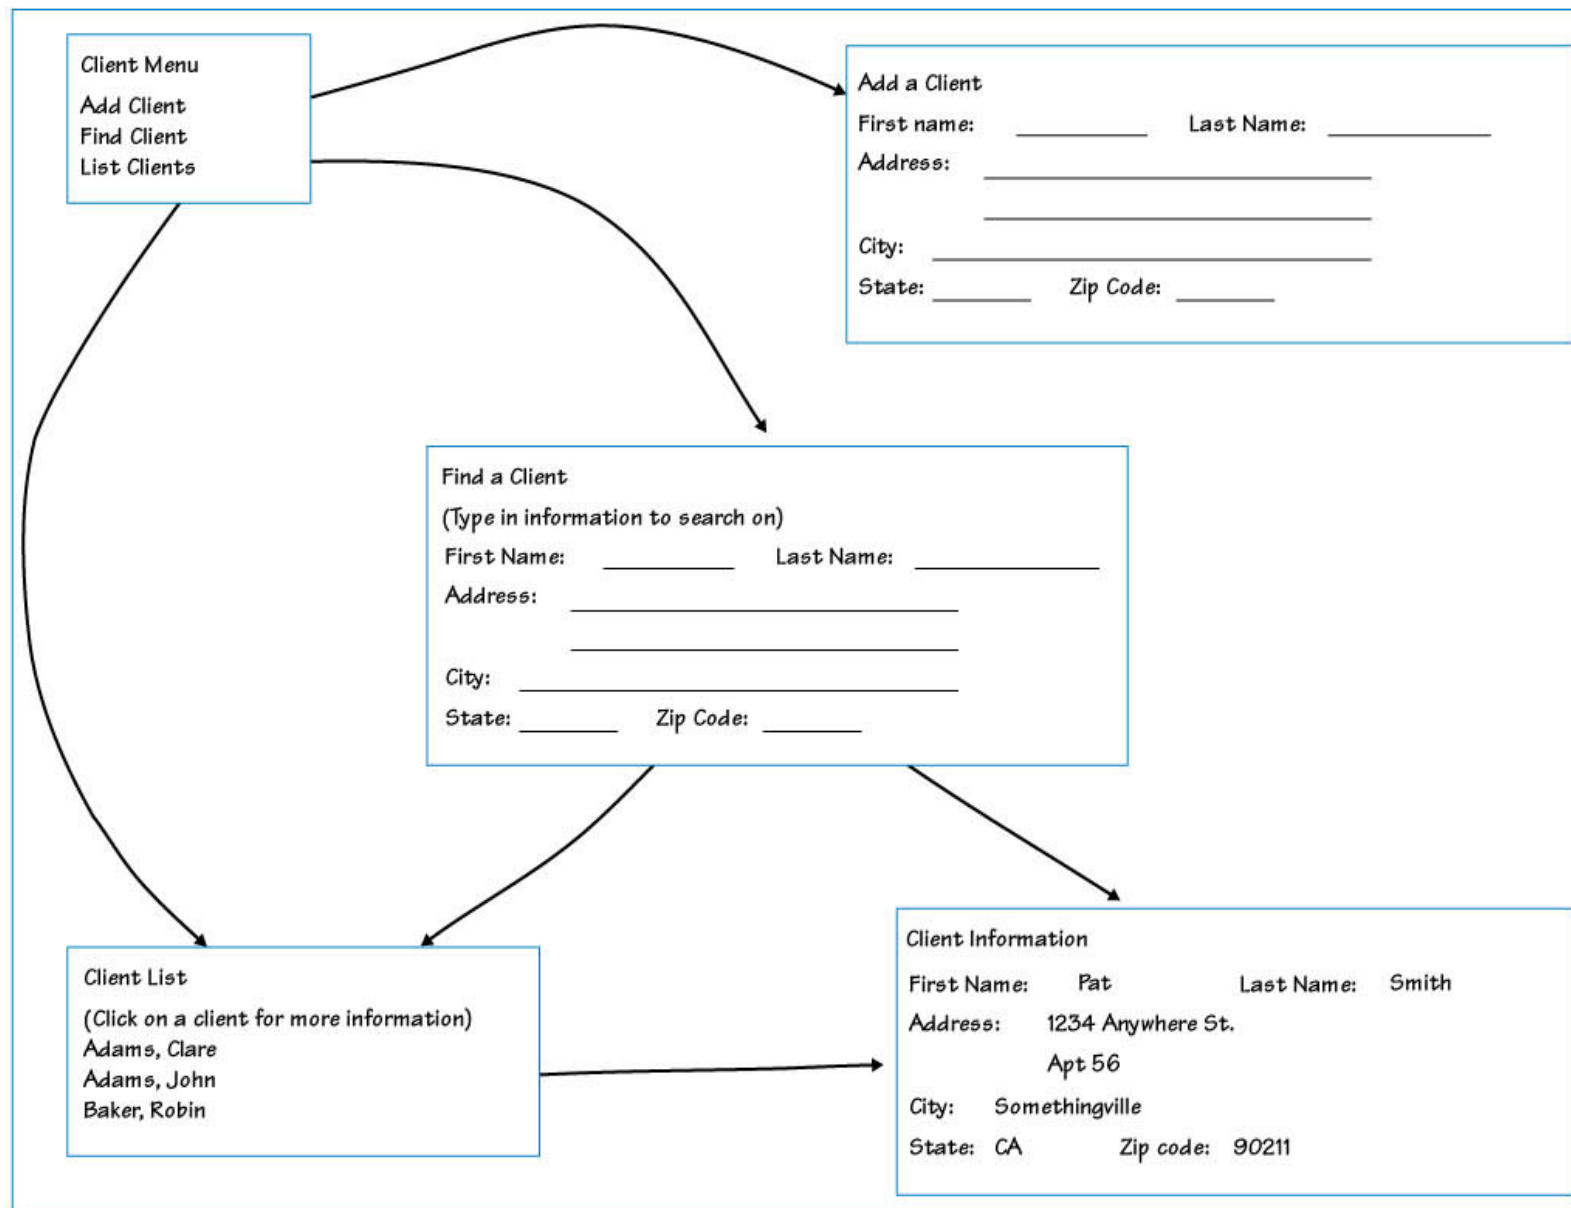 Client Menu
Add Client
Find Client
List Clients
Add a Client
First name: Last Name:
Address:
City:
State: Zip Code:
Find a Client
(Type in information to search on)
First Name: Last Name:
Address:
City:
State: Zip Code:
Client List
(Click on a client for more information)
Adams, Clare
Adams, John
Baker, Robin
Client Information
First Name: Pat Last Name: Smith
Address: 1234 Anywhere St.
Apt 56
City: Somethingville
State: CA Zip code: 90211